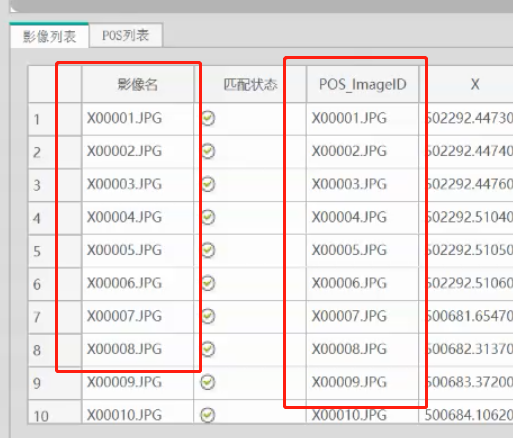 影像列表 POS列表
影像名 匹配状态 POS_ImageID X
1 X00001.JPG X00001.JPG 502292.44730
2 X00002.JPG X00002.JPG 502292.44740
3 X00003.JPG X00003.JPG 502292.44760
4 X00004.JPG X00004.JPG 502292.51040
5 X00005.JPG X00005.JPG 502292.51050
6 X00006.JPG X00006.JPG 502292.51060
7 X00007.JPG X00007.JPG 500681.65470
8 X00008.JPG X00008.JPG 500682.31370
9 X00009.JPG X00009.JPG 500683.37200
10 X00010.JPG X00010.JPG 500684.10620